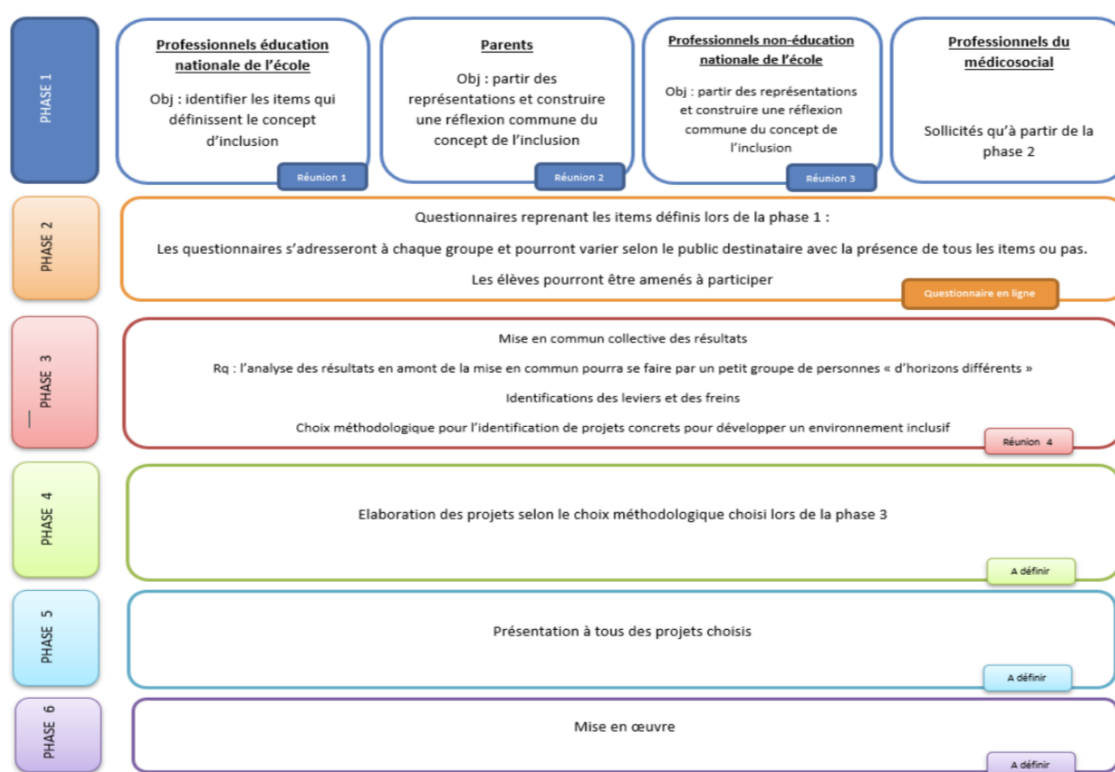 PHASE 1
Professionnels éducation
nationale de l'école
Obj : identifier les items qui
définissent le concept
d'inclusion
Réunion 1
Parents
Obj : partir des
représentations et construire
une réflexion commune du
concept de l'inclusion
Réunion 2
Professionnels non-éducation
nationale de l'école
Obj : partir des représentations
et construire une réflexion
commune du concept de
l'inclusion
Réunion 3
Professionnels du
médicosocial
Sollicités qu'à partir de la
phase 2
PHASE 2
Questionnaires reprenant les items définis lors de la phase 1 :
Les questionnaires s'adresseront à chaque groupe et pourront varier selon le public destinataire avec la présence de tous les items ou pas.
Les élèves pourront être amenés à participer
Questionnaire en ligne
PHASE 3
Mise en commun collective des résultats
Rq : l'analyse des résultats en amont de la mise en commun pourra se faire par un petit groupe de personnes « d'horizons différents »
Identifications des leviers et des freins
Choix méthodologique pour l'identification de projets concrets pour développer un environnement inclusif
Réunion 4
PHASE 4
Elaboration des projets selon le choix méthodologique choisi lors de la phase 3
A définir
PHASE 5
Présentation à tous des projets choisis
A définir
PHASE 6
Mise en œuvre
A définir